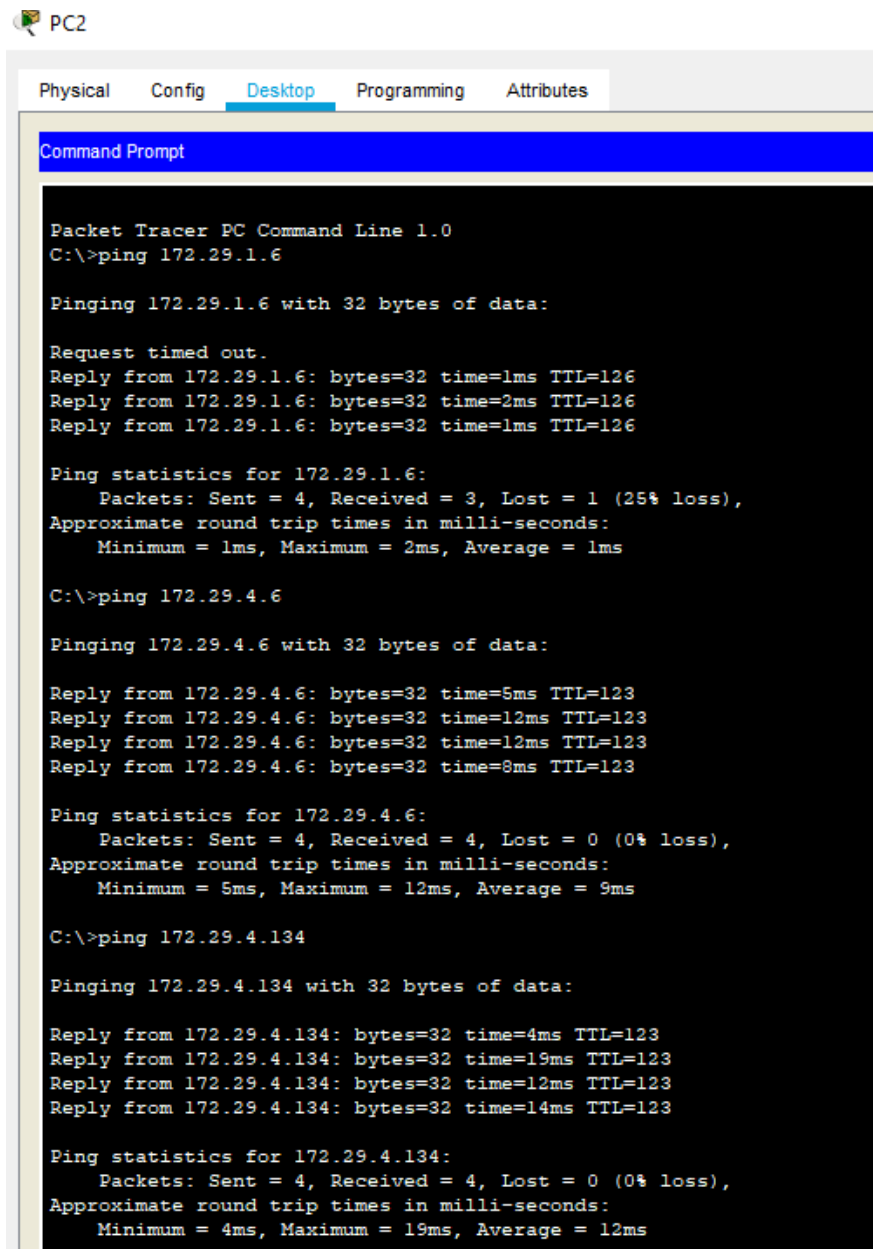 PC2
Physical Config Desktop Programming Attributes
Command Prompt
Packet Tracer PC Command Line 1.0
C:\>ping 172.29.1.6
Pinging 172.29.1.6 with 32 bytes of data:
Request timed out.
Reply from 172.29.1.6: bytes=32 time=1ms TTL=126
Reply from 172.29.1.6: bytes=32 time=2ms TTL=126
Reply from 172.29.1.6: bytes=32 time=1ms TTL=126
Ping statistics for 172.29.1.6:
    Packets: Sent = 4, Received = 3, Lost = 1 (25% loss),
Approximate round trip times in milli-seconds:
    Minimum = 1ms, Maximum = 2ms, Average = 1ms
C:\>ping 172.29.4.6
Pinging 172.29.4.6 with 32 bytes of data:
Reply from 172.29.4.6: bytes=32 time=5ms TTL=123
Reply from 172.29.4.6: bytes=32 time=12ms TTL=123
Reply from 172.29.4.6: bytes=32 time=12ms TTL=123
Reply from 172.29.4.6: bytes=32 time=8ms TTL=123
Ping statistics for 172.29.4.6:
    Packets: Sent = 4, Received = 4, Lost = 0 (0% loss),
Approximate round trip times in milli-seconds:
    Minimum = 5ms, Maximum = 12ms, Average = 9ms
C:\>ping 172.29.4.134
Pinging 172.29.4.134 with 32 bytes of data:
Reply from 172.29.4.134: bytes=32 time=4ms TTL=123
Reply from 172.29.4.134: bytes=32 time=19ms TTL=123
Reply from 172.29.4.134: bytes=32 time=12ms TTL=123
Reply from 172.29.4.134: bytes=32 time=14ms TTL=123
Ping statistics for 172.29.4.134:
    Packets: Sent = 4, Received = 4, Lost = 0 (0% loss),
Approximate round trip times in milli-seconds:
    Minimum = 4ms, Maximum = 19ms, Average = 12ms